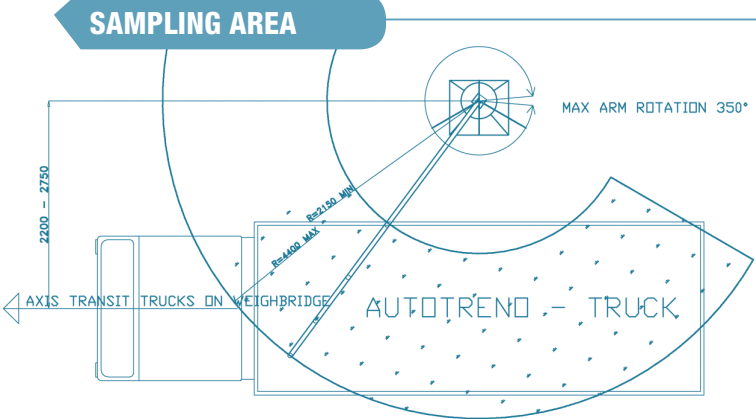 SAMPLING AREA
MAX ARM ROTATION 350°
2200 - 2750
R=2150 MIN
R=4400 MAX
AXIS TRANSIT TRUCKS ON WEIGHBRIDGE
AUTOTRENO - TRUCK